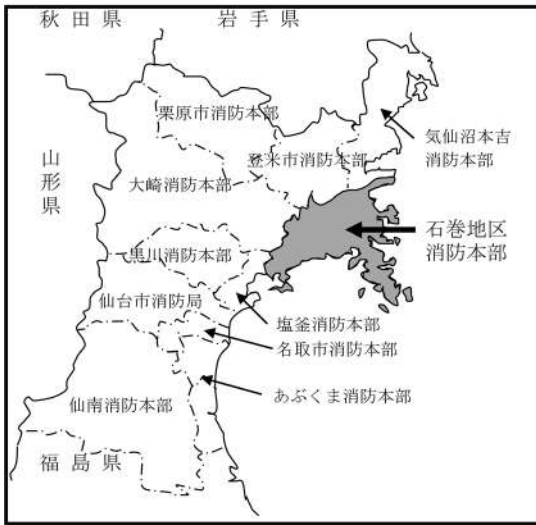 秋田県
岩手県
栗原市消防本部
気仙沼本吉
消防本部
登米市消防本部
山形県
大崎消防本部
石巻地区
消防本部
黒川消防本部
仙台市消防局
塩釜消防本部
名取市消防本部
あぶくま消防本部
仙南消防本部
福島県